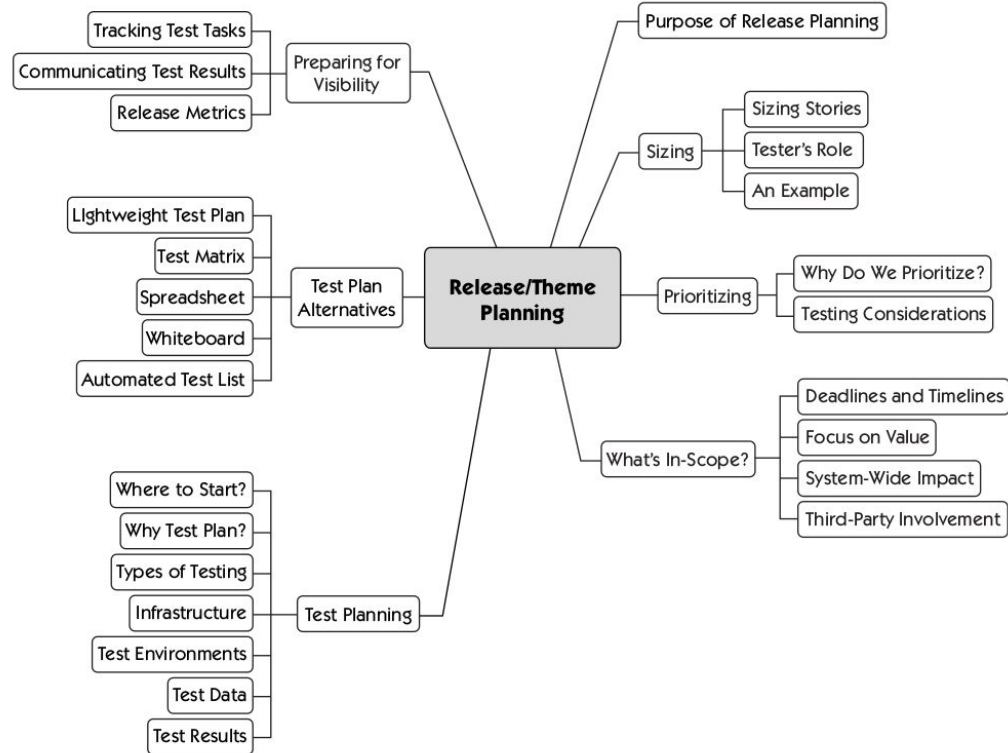 Tracking Test Tasks
Communicating Test Results
Release Metrics
Preparing for
Visibility
Lightweight Test Plan
Test Matrix
Spreadsheet
Whiteboard
Automated Test List
Test Plan
Alternatives
Where to Start?
Why Test Plan?
Types of Testing
Infrastructure
Test Environments
Test Data
Test Results
Test Planning
Release/Theme
Planning
Purpose of Release Planning
Sizing
Sizing Stories
Tester's Role
An Example
Prioritizing
Why Do We Prioritize?
Testing Considerations
What's In-Scope?
Deadlines and Timelines
Focus on Value
System-Wide Impact
Third-Party Involvement